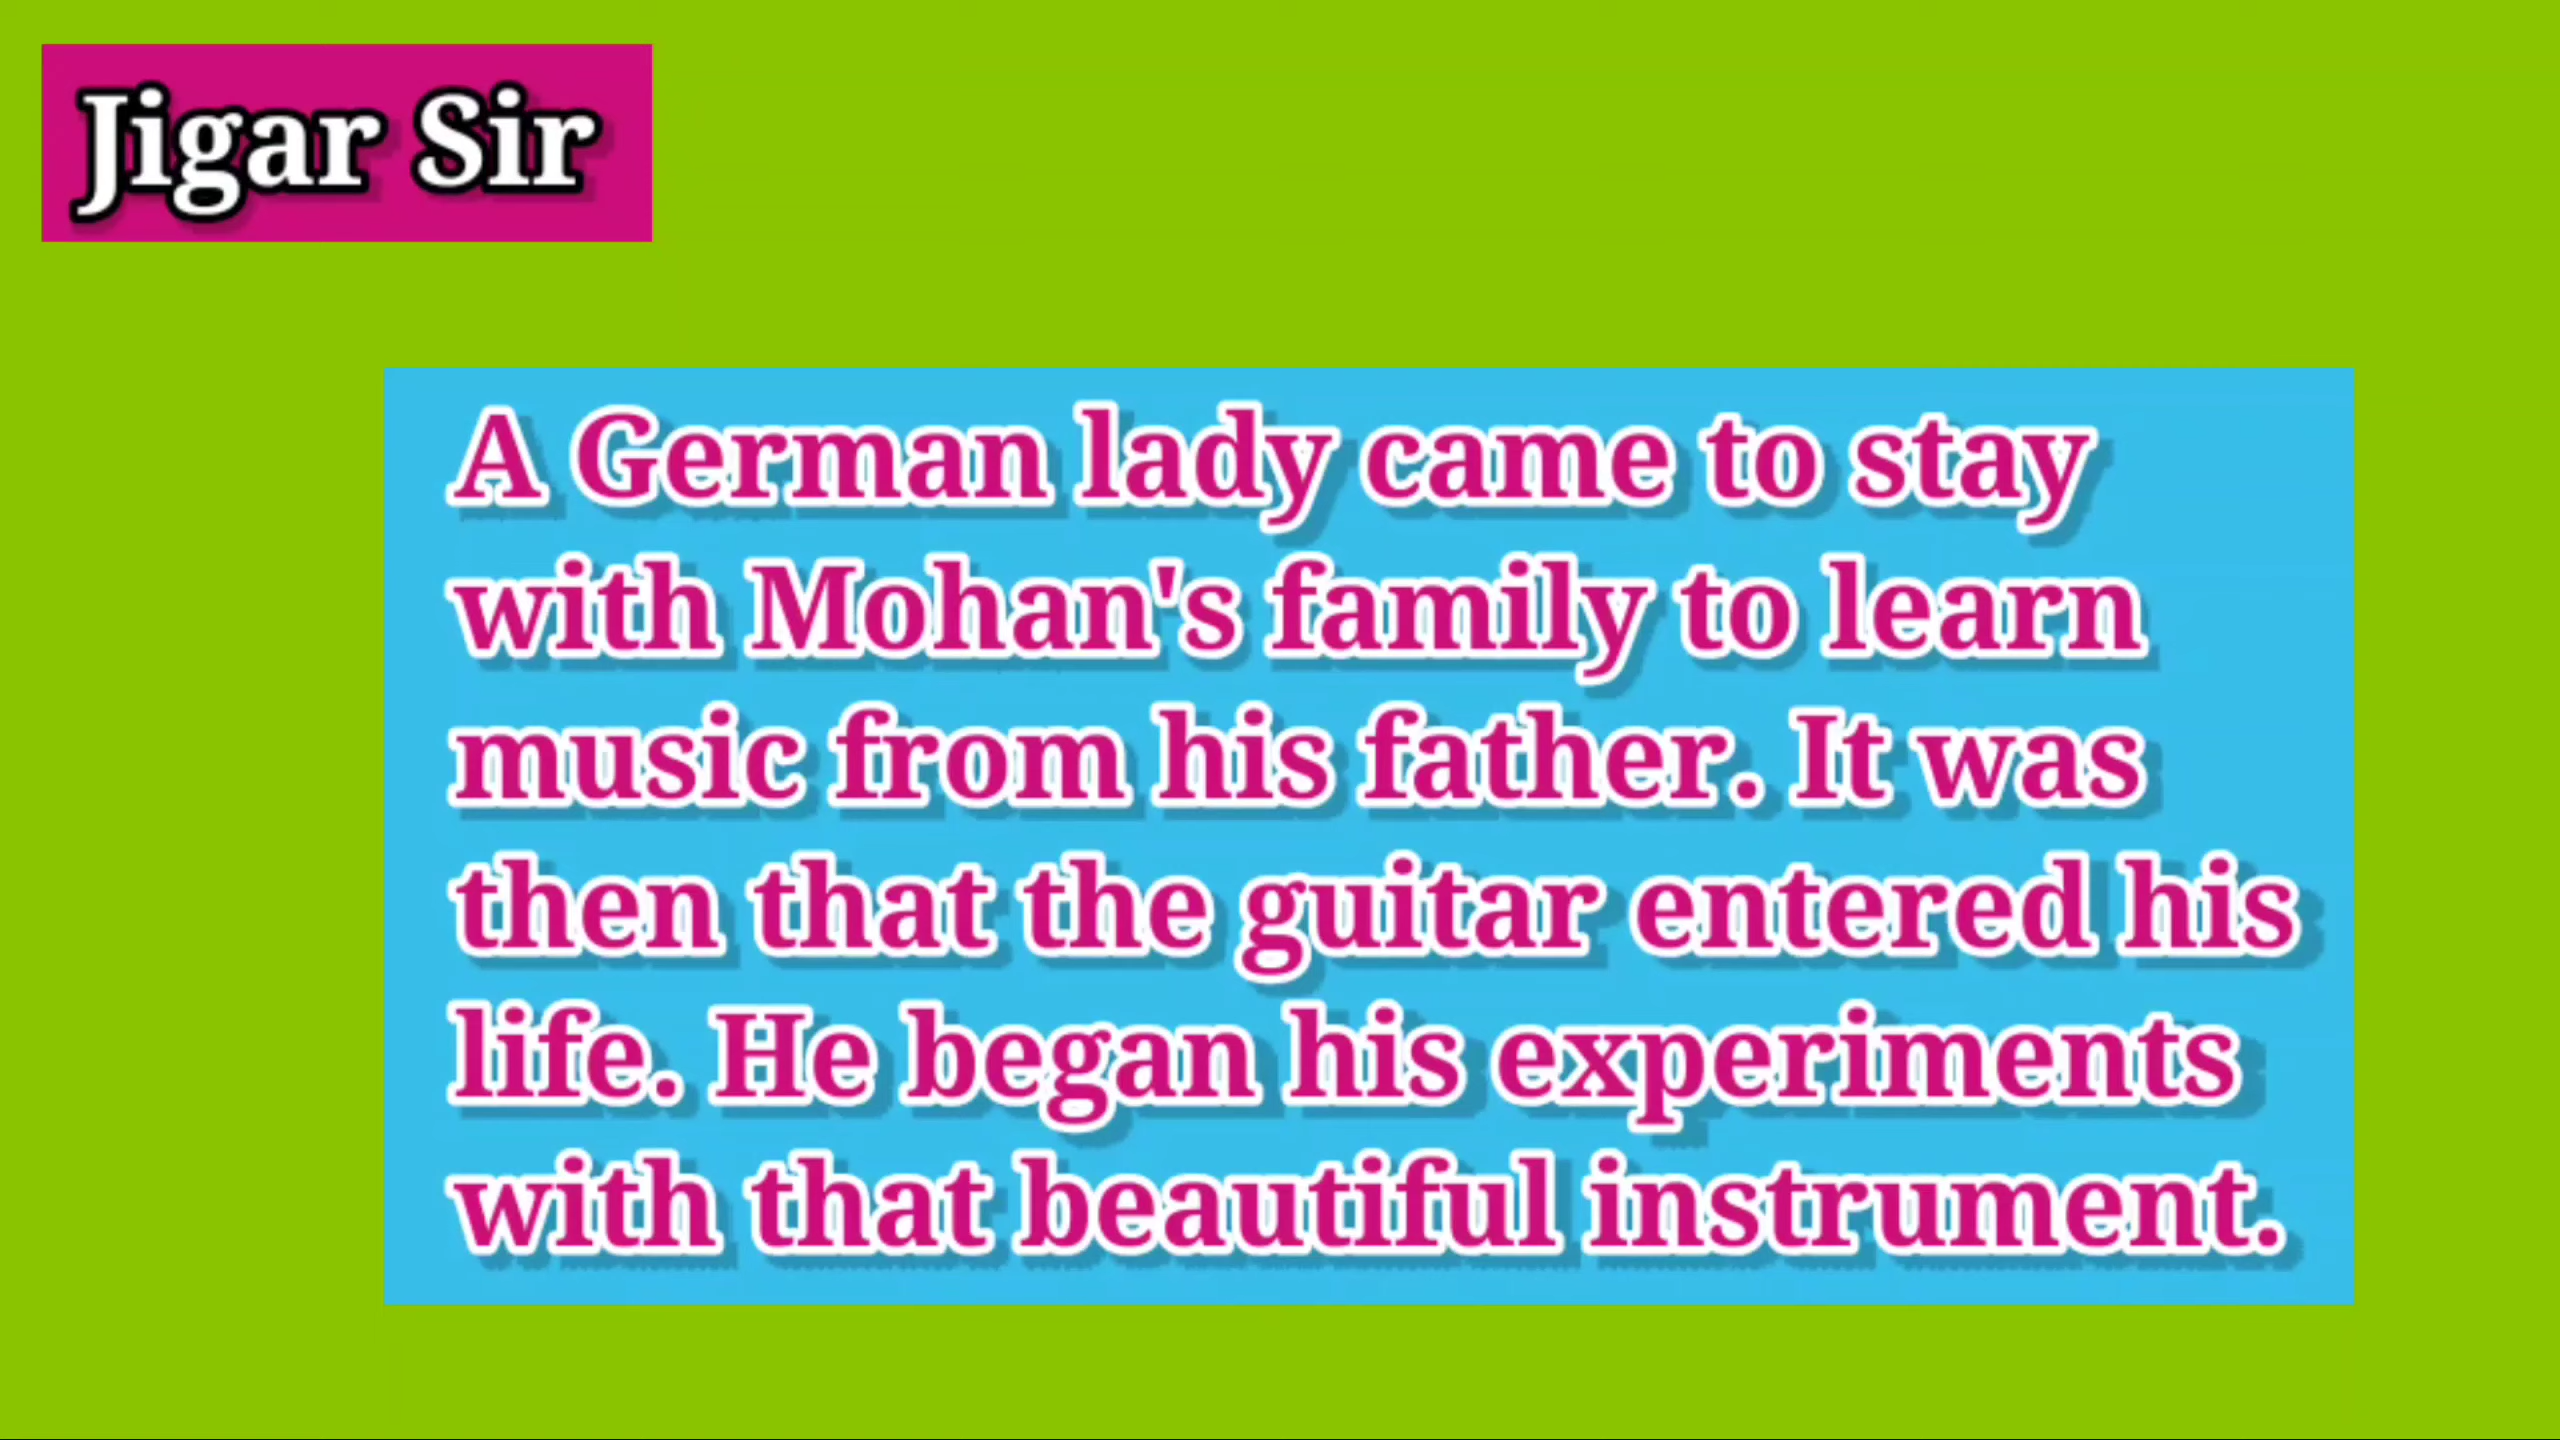 Jigar Sir
A German lady came to stay
with Mohan's family to learn
music from his father. It was
then that the guitar entered his
life. He began his experiments
with that beautiful instrument.